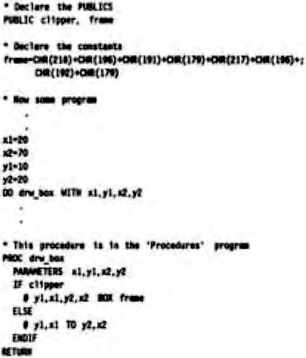 * Declare the PUBLICS
PUBLIC clipper, frame
* Declare the constants
frame=CHR(218)+CHR(196)+CHR(191)+CHR(179)+CHR(217)+CHR(196)+;
CHR(192)+CHR(179)
* Now some program
.
.
x1=20
x2=70
y1=10
y2=20
DO drw_box WITH x1,y1,x2,y2
.
.
* This procedure is in the 'Procedures' program
PROC drw_box
PARAMETERS x1,y1,x2,y2
IF clipper
@ y1,x1,y2,x2 BOX frame
ELSE
@ y1,x1 TO y2,x2
ENDIF
RETURN